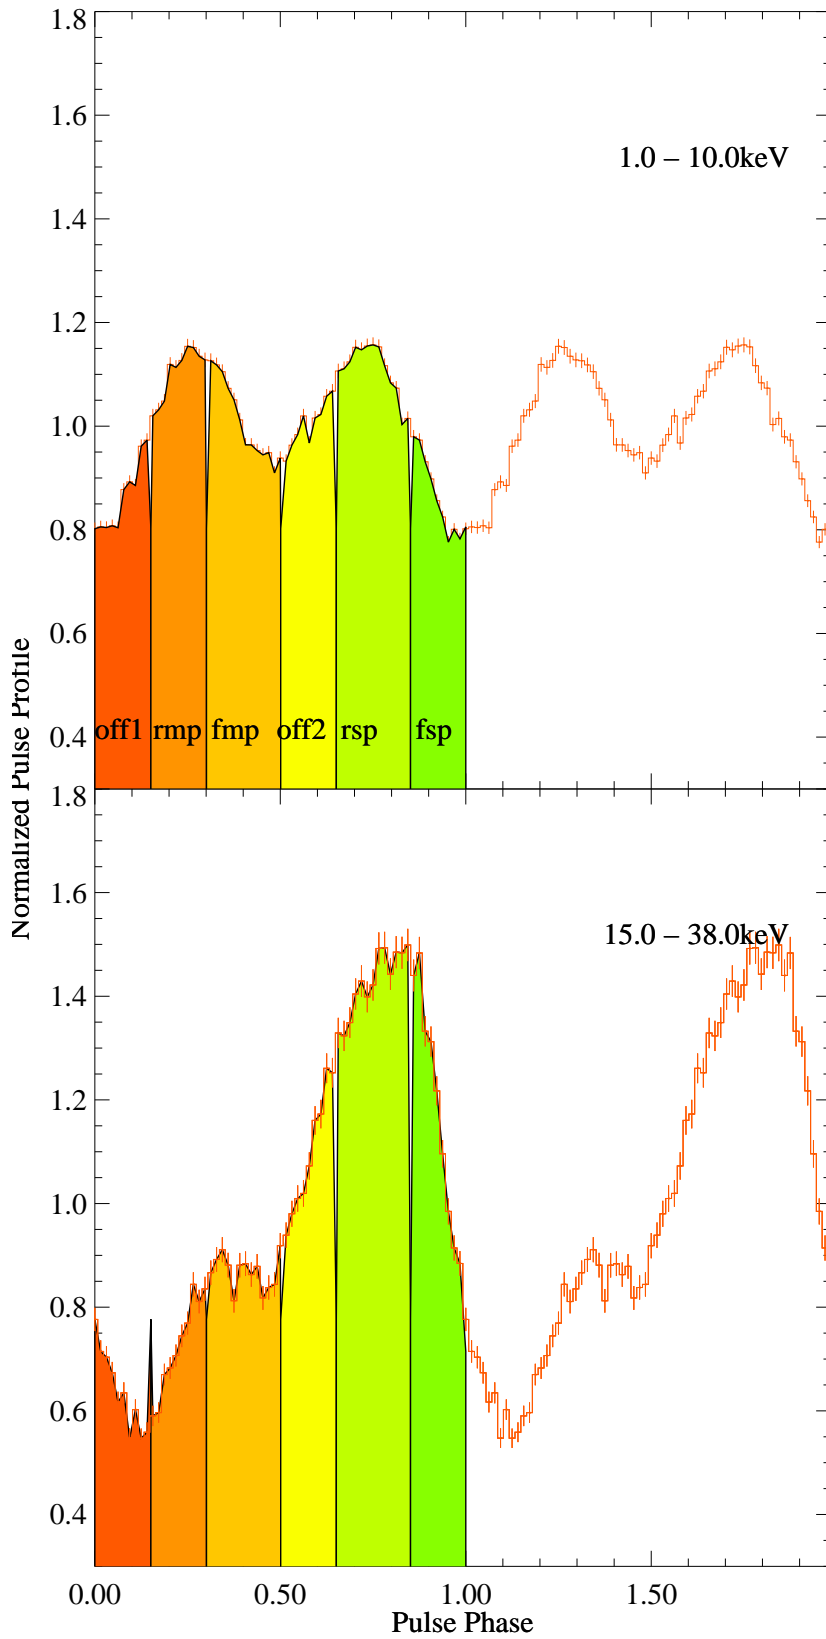 1.8
1.6
1.0 – 10.0keV
1.4
1.2
1.0
0.8
0.6
off1 rmp fmp off2 rsp fsp
0.4
Normalized Pulse Profile
1.8
1.6
15.0 – 38.0keV
1.4
1.2
1.0
0.8
0.6
0.4
0.00 0.50 1.00 1.50
Pulse Phase